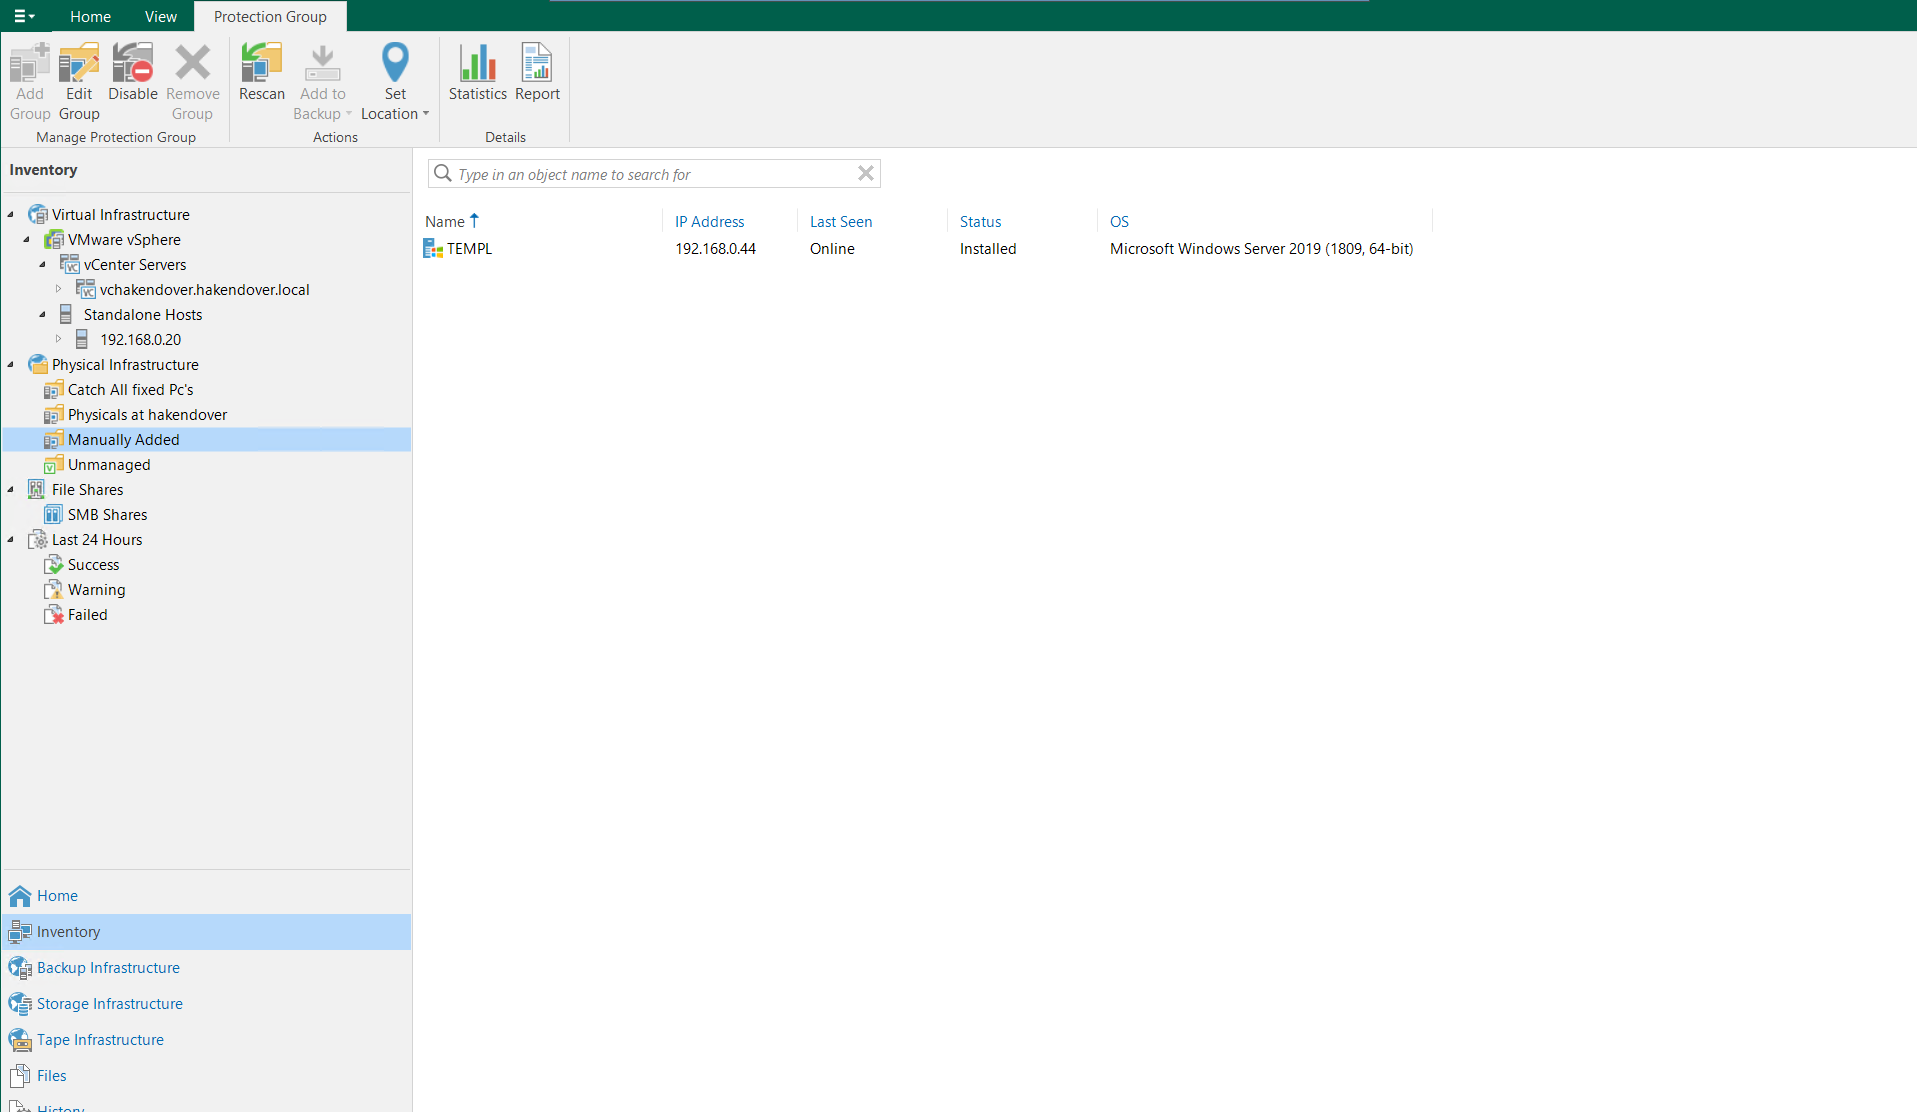 Home View Protection Group
Add Group Edit Group Disable Remove Group Rescan Add to Backup Set Location Statistics Report
Manage Protection Group Actions Details
Inventory
Virtual Infrastructure
VMware vSphere
vCenter Servers
vchakendover.hakendover.local
Standalone Hosts
192.168.0.20
Physical Infrastructure
Catch All fixed Pc's
Physicals at hakendover
Manually Added
Unmanaged
File Shares
SMB Shares
Last 24 Hours
Success
Warning
Failed
Home
Inventory
Backup Infrastructure
Storage Infrastructure
Tape Infrastructure
Files
History
Type in an object name to search for
Name IP Address Last Seen Status OS
TEMPL 192.168.0.44 Online Installed Microsoft Windows Server 2019 (1809, 64-bit)